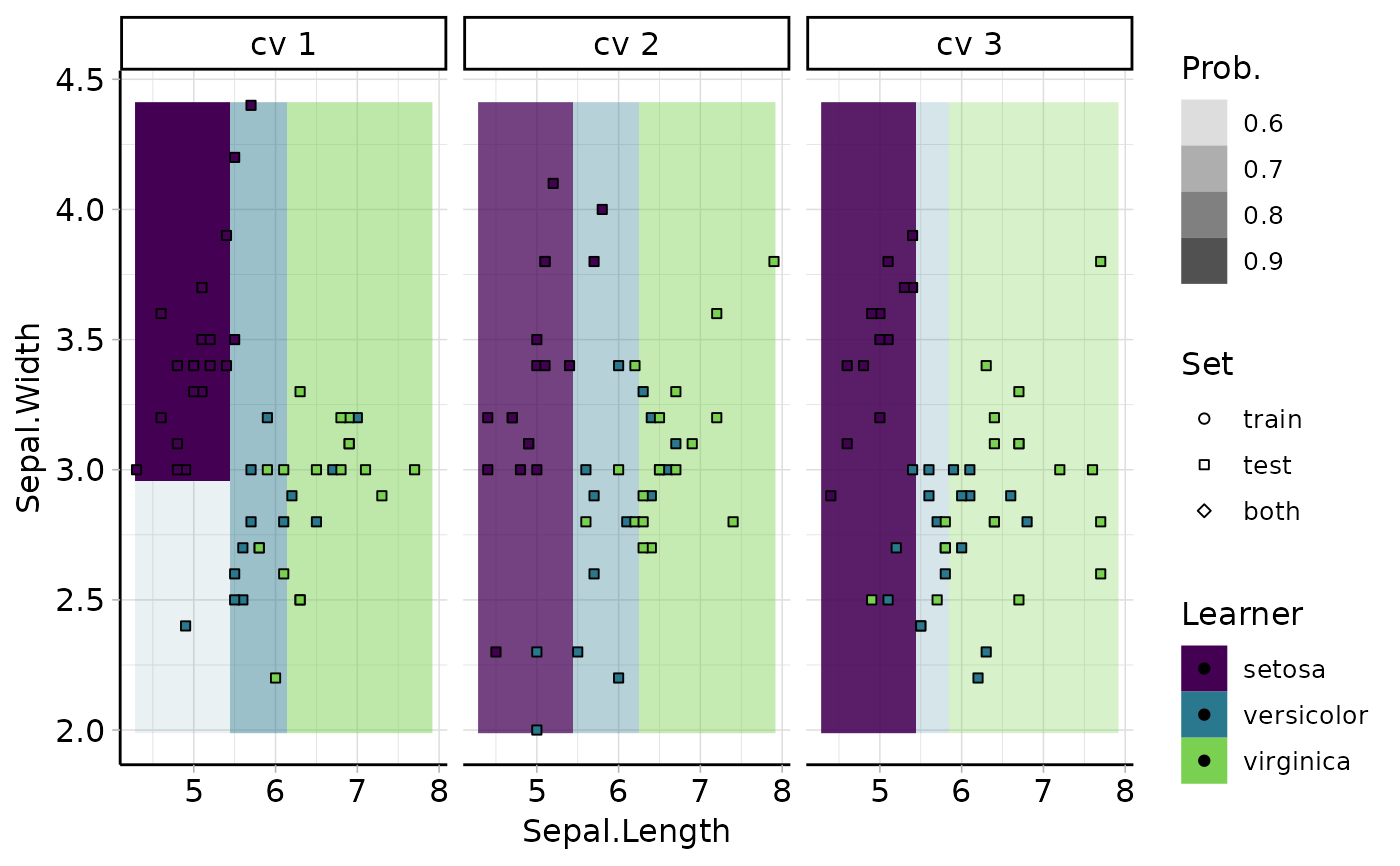 cv 1 cv 2 cv 3
4.5
4.0
3.5
3.0
2.5
2.0
Sepal.Width
5 6 7 8 5 6 7 8 5 6 7 8
Sepal.Length
Prob.
0.6
0.7
0.8
0.9
Set
train
test
both
Learner
setosa
versicolor
virginica